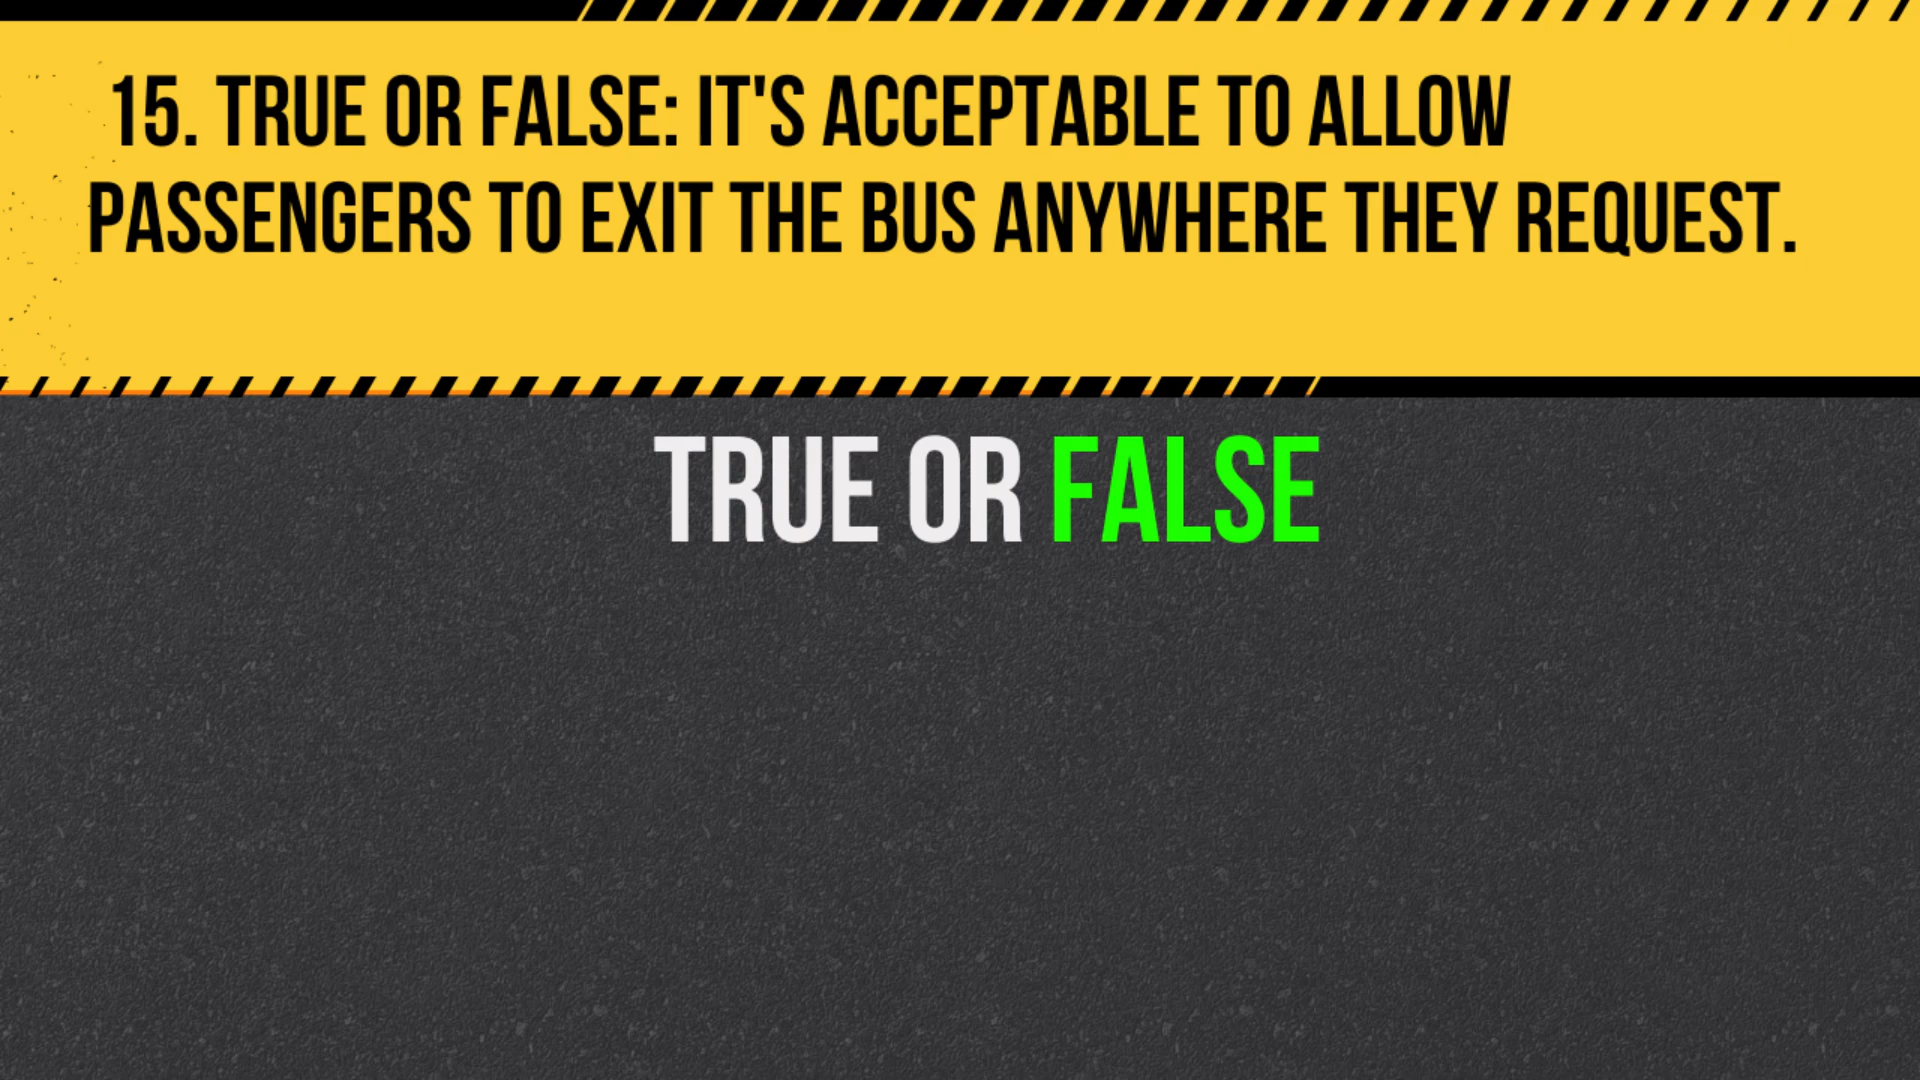 15. TRUE OR FALSE: IT'S ACCEPTABLE TO ALLOW
PASSENGERS TO EXIT THE BUS ANYWHERE THEY REQUEST.
TRUE OR FALSE